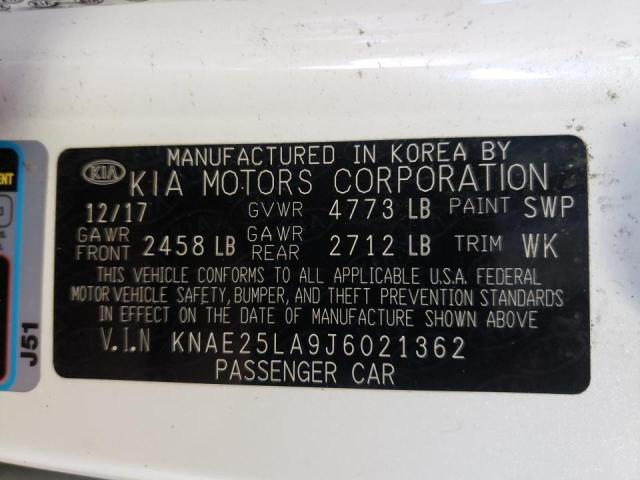 MANUFACTURED IN KOREA BY
KIA KIA MOTORS CORPORATION
12/17 GVWR 4773 LB PAINT SWP
GAWR FRONT 2458 LB GAWR REAR 2712 LB TRIM WK
THIS VEHICLE CONFORMS TO ALL APPLICABLE U.S.A. FEDERAL
MOTOR VEHICLE SAFETY, BUMPER, AND THEFT PREVENTION STANDARDS
IN EFFECT ON THE DATE OF MANUFACTURE SHOWN ABOVE
V.I.N KNAE25LA9J6021362
PASSENGER CAR
J51